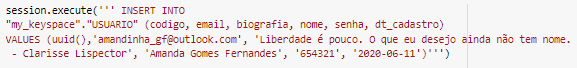 session.execute(''' INSERT INTO
"my_keyspace"."USUARIO" (codigo, email, biografia, nome, senha, dt_cadastro)
VALUES (uuid(),'amandinha_gf@outlook.com', 'Liberdade é pouco. O que eu desejo ainda não tem nome.
- Clarisse Lispector', 'Amanda Gomes Fernandes', '654321', '2020-06-11')''')